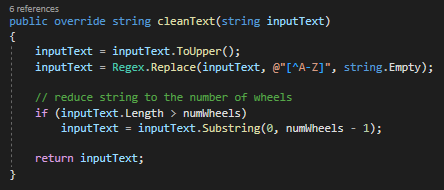 6 references
public override string cleanText(string inputText)
{
    inputText = inputText.ToUpper();
    inputText = Regex.Replace(inputText, @"[^A-Z]", string.Empty);
    // reduce string to the number of wheels
    if (inputText.Length > numWheels)
        inputText = inputText.Substring(0, numWheels - 1);
    return inputText;
}